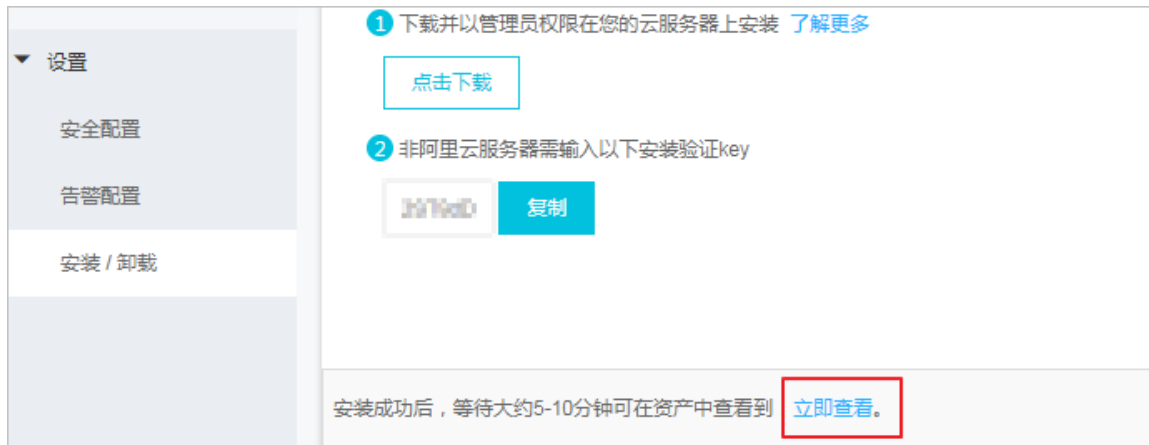 设置
安全配置
告警配置
安装 / 卸载
1 下载并以管理员权限在您的云服务器上安装 了解更多
点击下载
2 非阿里云服务器需输入以下安装验证key
复制
安装成功后，等待大约5-10分钟可在资产中查看到 立即查看。